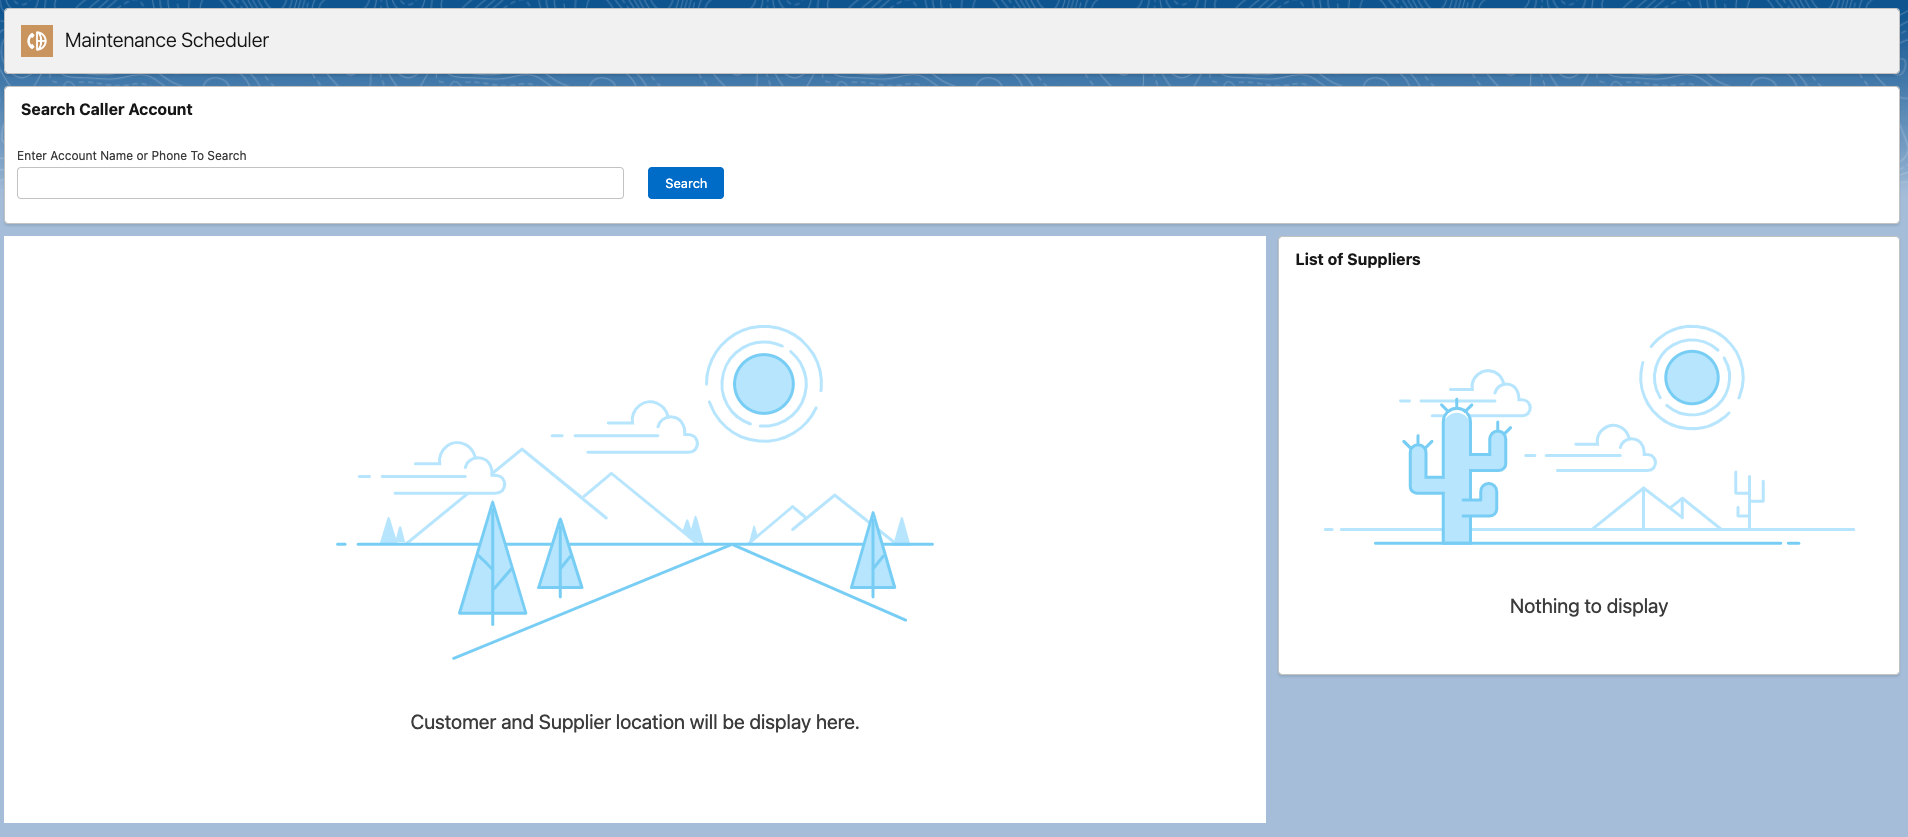 Maintenance Scheduler
Search Caller Account
Enter Account Name or Phone To Search
Search
List of Suppliers
Nothing to display
Customer and Supplier location will be display here.